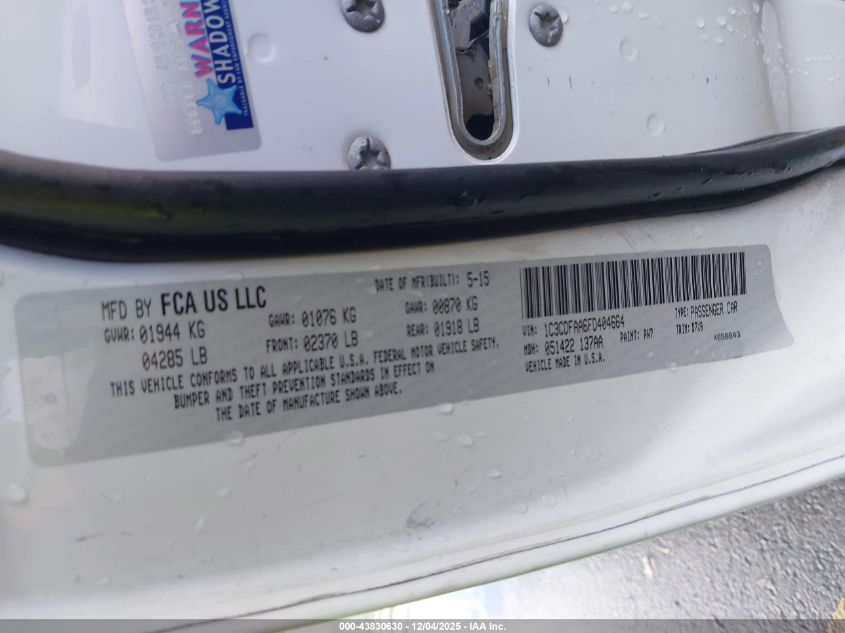 WARN
SHADOW
MFD BY FCA US LLC
DATE OF MFR(BUILT): 5-15
GVWR: 01944 KG
04285 LB
GAWR: 01076 KG
FRONT: 02370 LB
GAWR: 00870 KG
REAR: 01918 LB
THIS VEHICLE CONFORMS TO ALL APPLICABLE U.S.A. FEDERAL MOTOR VEHICLE SAFETY,
BUMPER AND THEFT PREVENTION STANDARDS IN EFFECT ON
THE DATE OF MANUFACTURE SHOWN ABOVE.
VIN: 1C3CDFAA6FD404664
TYPE: PASSENGER CAR
MDH: 051422 137AA
PAINT: PW7
TRIM: D7X9
VEHICLE MADE IN U.S.A.
4658843
000-43830630 - 12/04/2025 - IAA Inc.